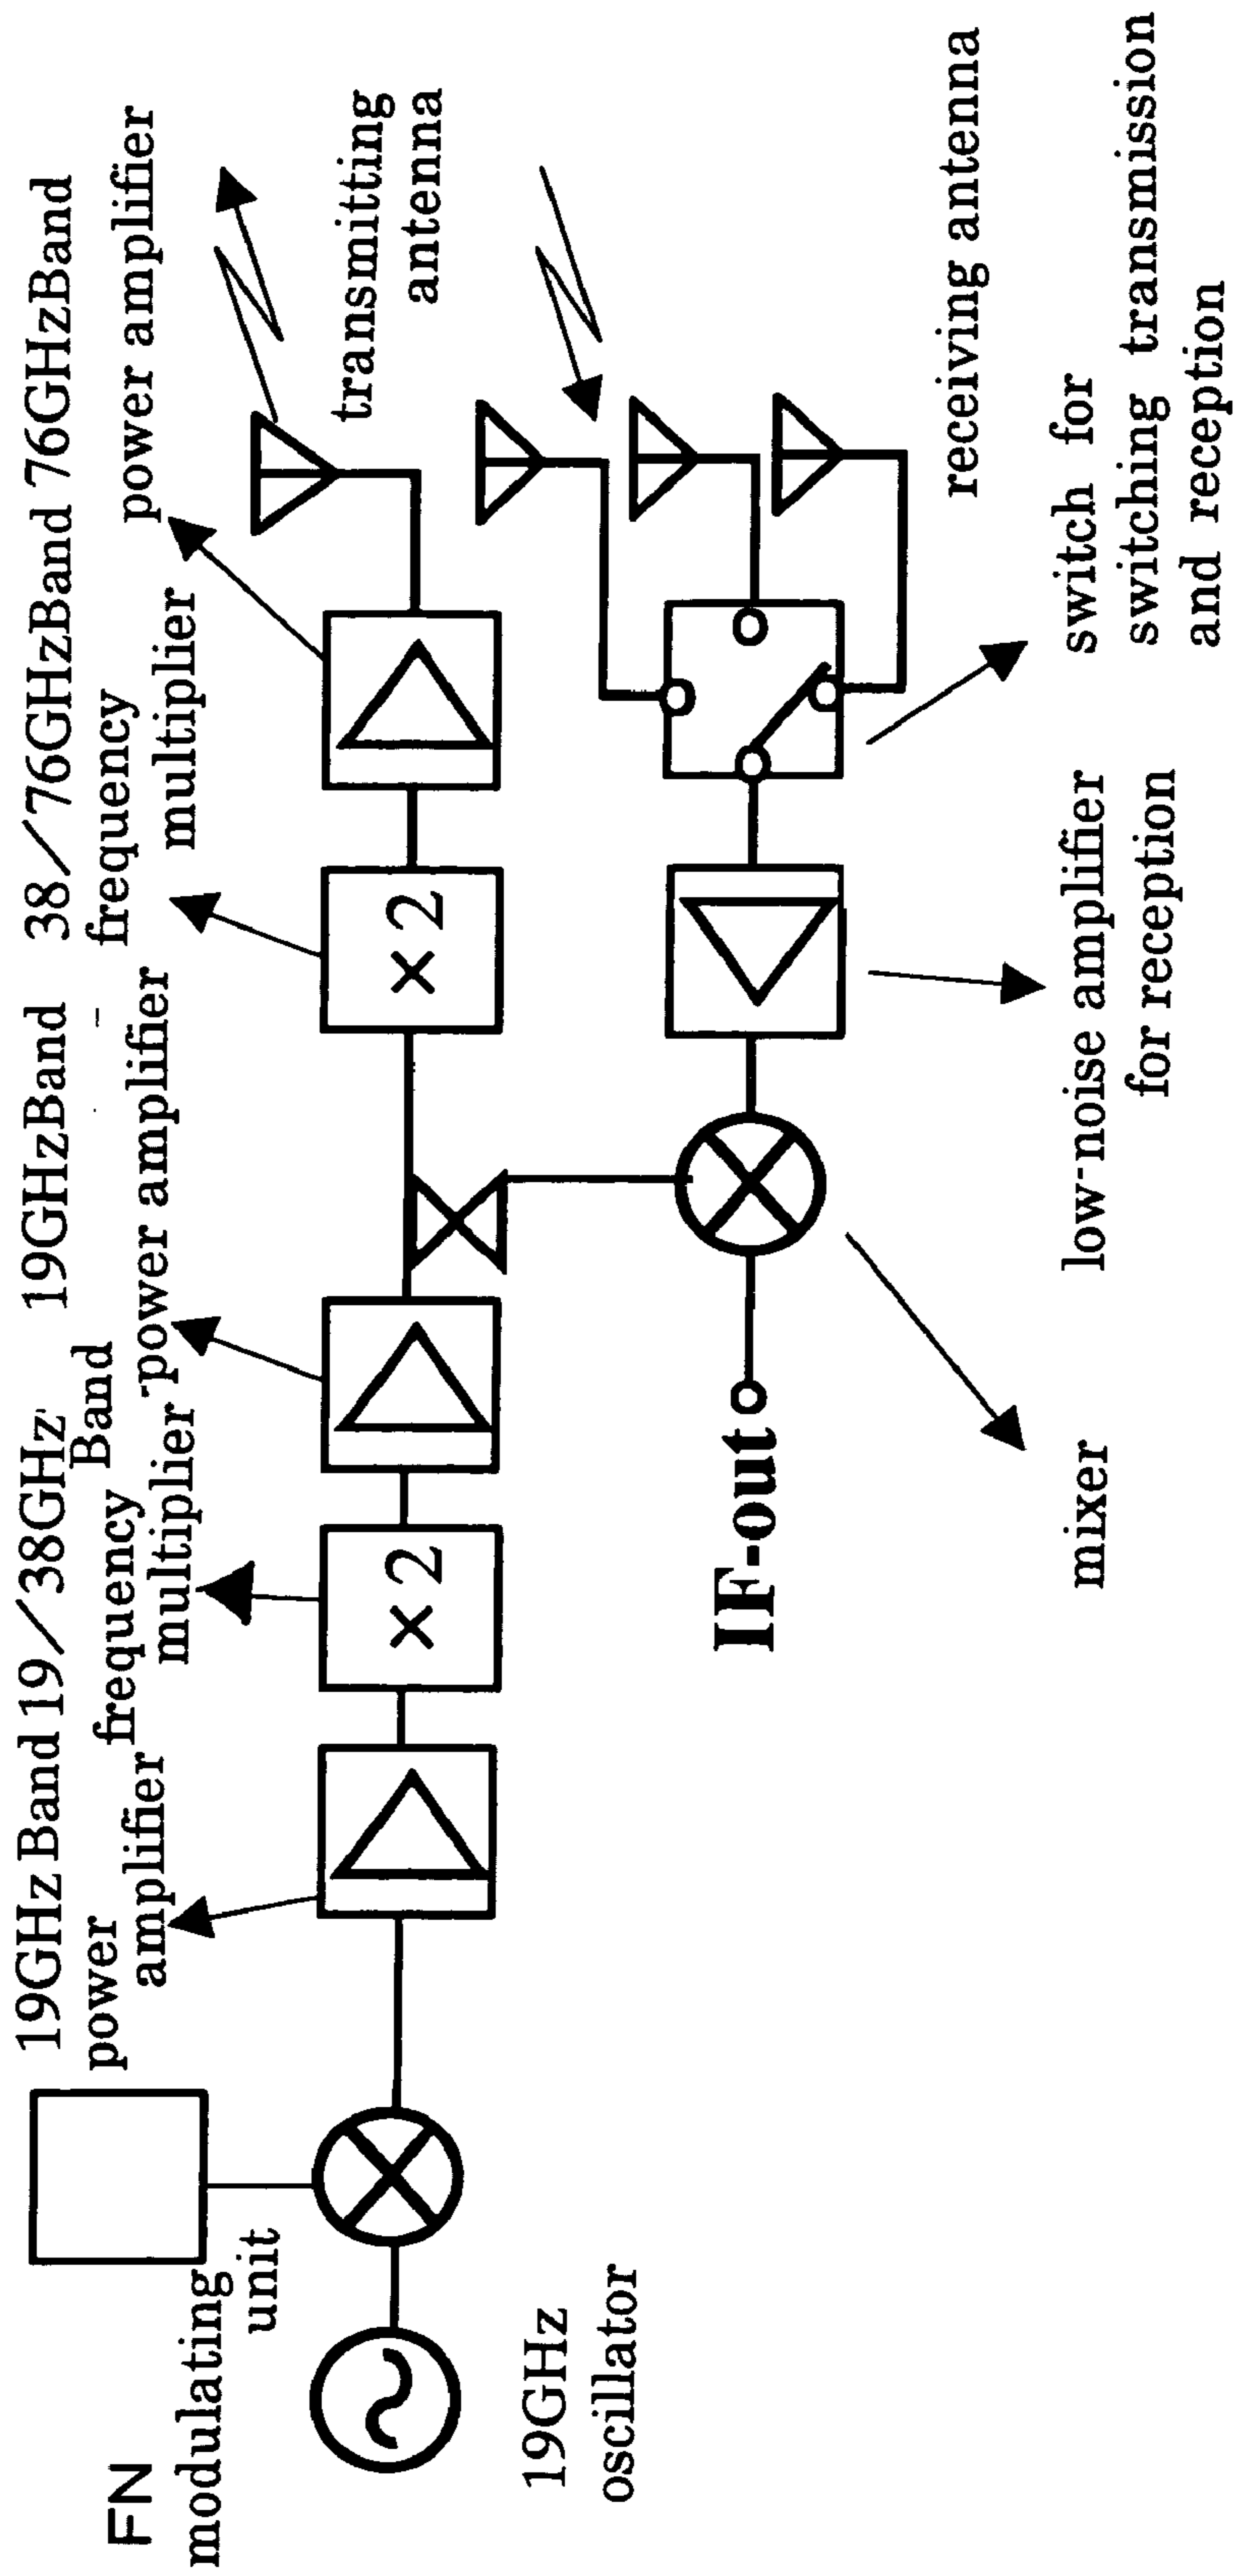 19GHz Band 19/38GHz 19GHzBand 38/76GHzBand 76GHzBand
power
amplifier
frequency
Band
multiplier
power amplifier
frequency
multiplier
power amplifier
FN
modulating
unit
× 2
× 2
transmitting
antenna
19GHz
oscillator
IF-out
receiving antenna
mixer
low-noise amplifier
for reception
switch for
switching transmission
and reception